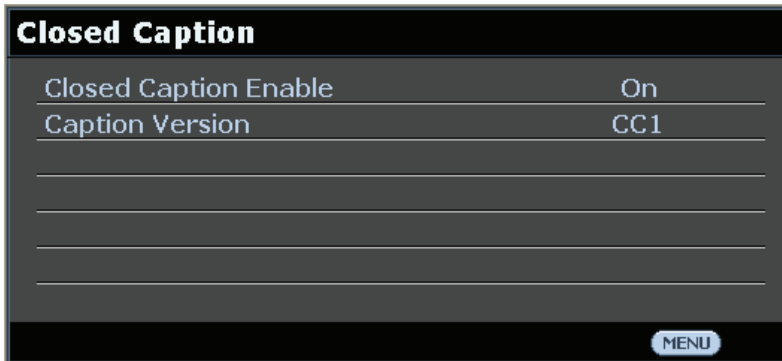 Closed Caption
Closed Caption Enable On
Caption Version CC1
MENU